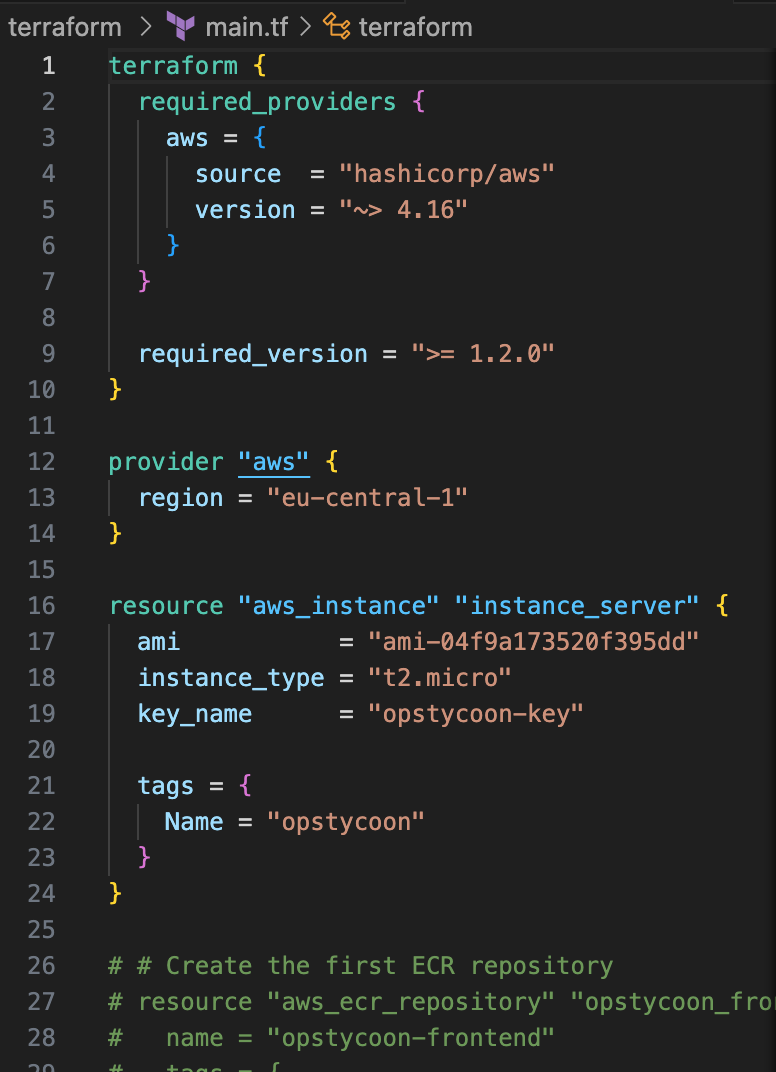 terraform > main.tf > terraform
1 terraform {
2   required_providers {
3     aws = {
4       source  = "hashicorp/aws"
5       version = "~> 4.16"
6     }
7   }
8
9   required_version = ">= 1.2.0"
10 }
11
12 provider "aws" {
13   region = "eu-central-1"
14 }
15
16 resource "aws_instance" "instance_server" {
17   ami           = "ami-04f9a173520f395dd"
18   instance_type = "t2.micro"
19   key_name      = "opstycoon-key"
20
21   tags = {
22     Name = "opstycoon"
23   }
24 }
25
26 # # Create the first ECR repository
27 # resource "aws_ecr_repository" "opstycoon_fro
28 #   name = "opstycoon-frontend"
29 #   tags = {